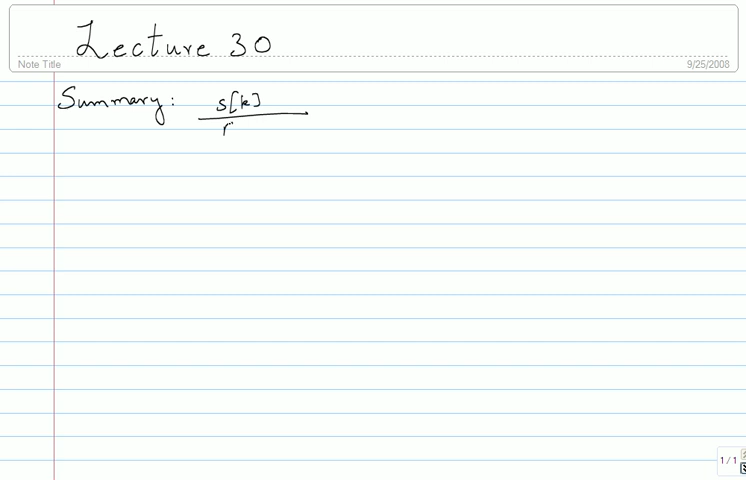 Lecture 30
Note Title
9/25/2008
Summary: s[k]
r
1 / 1